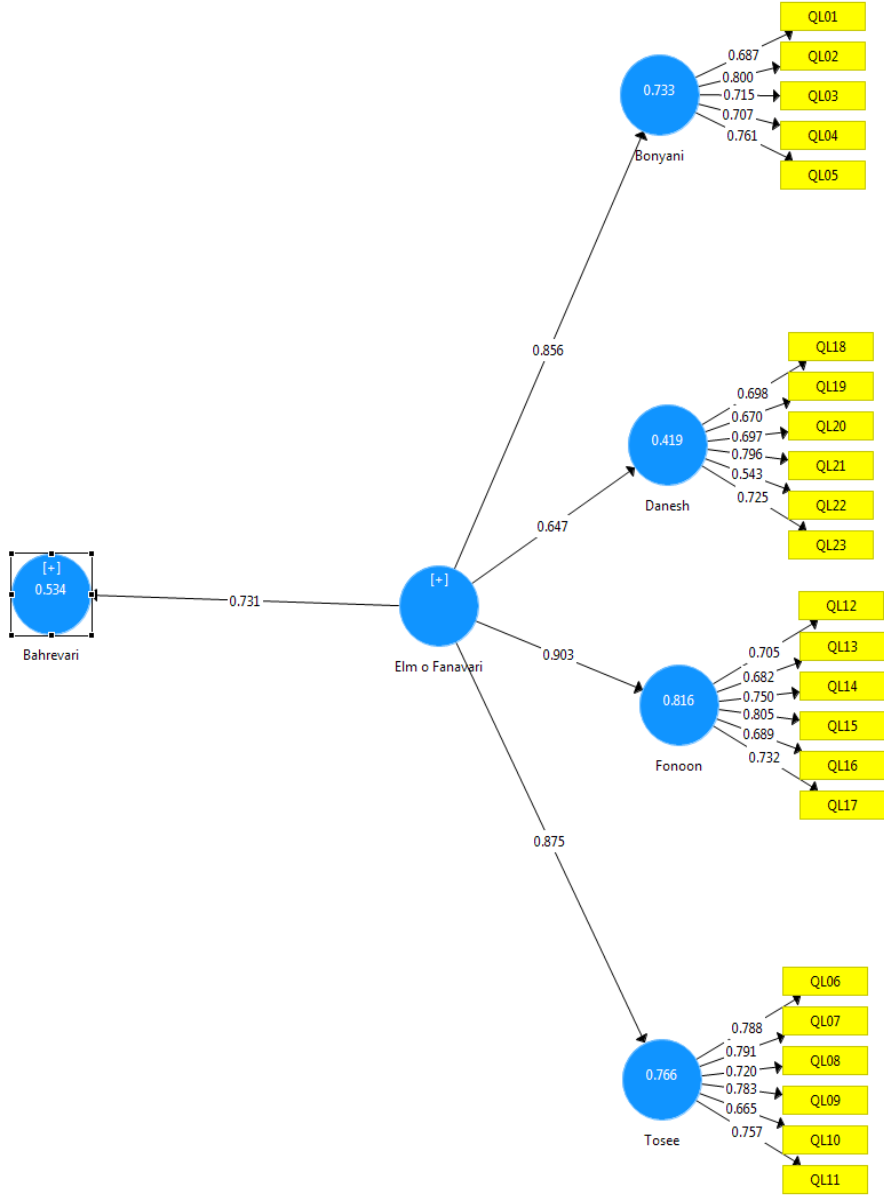 QL01
0.687
QL02
0.800
0.733
0.715
QL03
0.707
QL04
0.761
Bonyani
QL05
0.856
QL18
0.698
QL19
0.670
QL20
0.419
0.697
0.796
QL21
0.543
0.725
QL22
Danesh
QL23
0.647
[+]
0.534
Bahrevari
0.731
[+]
Elm o Fanavari
0.903
QL12
0.705
QL13
0.682
QL14
0.816
0.750
0.805
QL15
0.689
0.732
QL16
Fonoon
QL17
0.875
QL06
0.788
QL07
0.791
QL08
0.766
0.720
0.783
QL09
0.665
0.757
QL10
Tosee
QL11